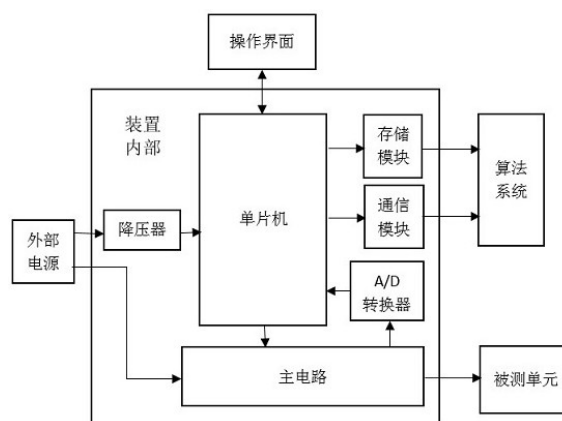 操作界面
装置
内部
存储
模块
算法
系统
单片机
通信
模块
降压器
外部
电源
A/D
转换器
主电路
被测单元